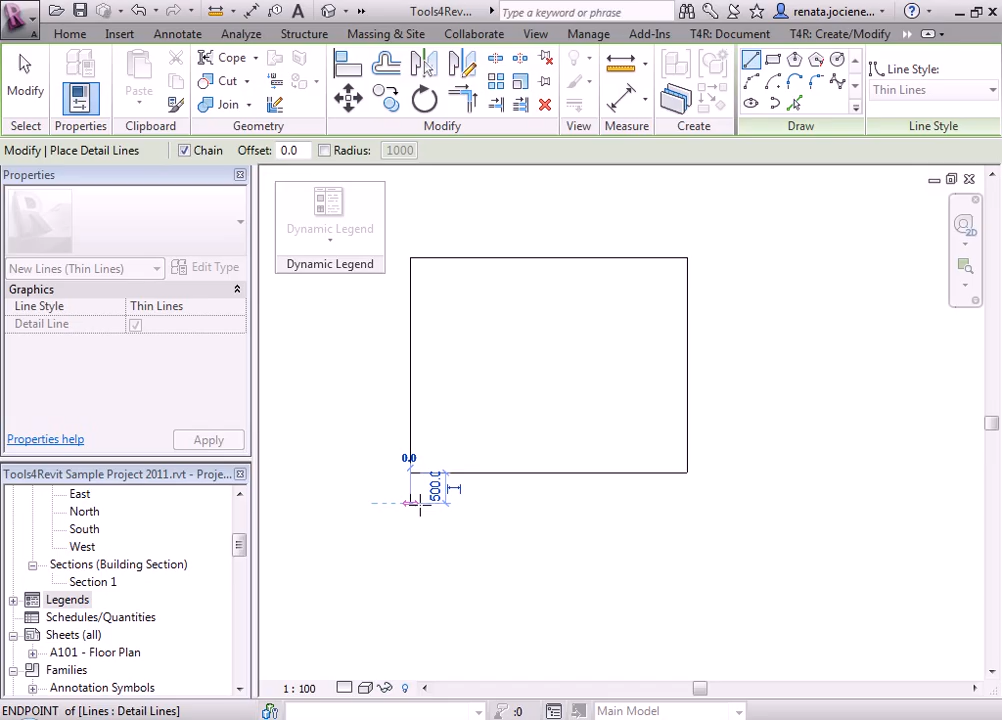 Tools4Revit...
Type a keyword or phrase
renata.jociene...
Home
Insert
Annotate
Analyze
Structure
Massing & Site
Collaborate
View
Manage
Add-Ins
T4R: Document
T4R: Create/Modify
Modify
Paste
Cope
Cut
Join
Line Style:
Thin Lines
Select
Properties
Clipboard
Geometry
Modify
View
Measure
Create
Draw
Line Style
Modify | Place Detail Lines
Chain
Offset:
0.0
Radius:
1000
Properties
New Lines (Thin Lines)
Edit Type
Graphics
Line Style
Thin Lines
Detail Line
Properties help
Apply
Dynamic Legend
Dynamic Legend
2D
0.0
500.0
Tools4Revit Sample Project 2011.rvt - Proje...
East
North
South
West
Sections (Building Section)
Section 1
Legends
Schedules/Quantities
Sheets (all)
A101 - Floor Plan
Families
Annotation Symbols
1 : 100
ENDPOINT of [Lines : Detail Lines]
:0
Main Model